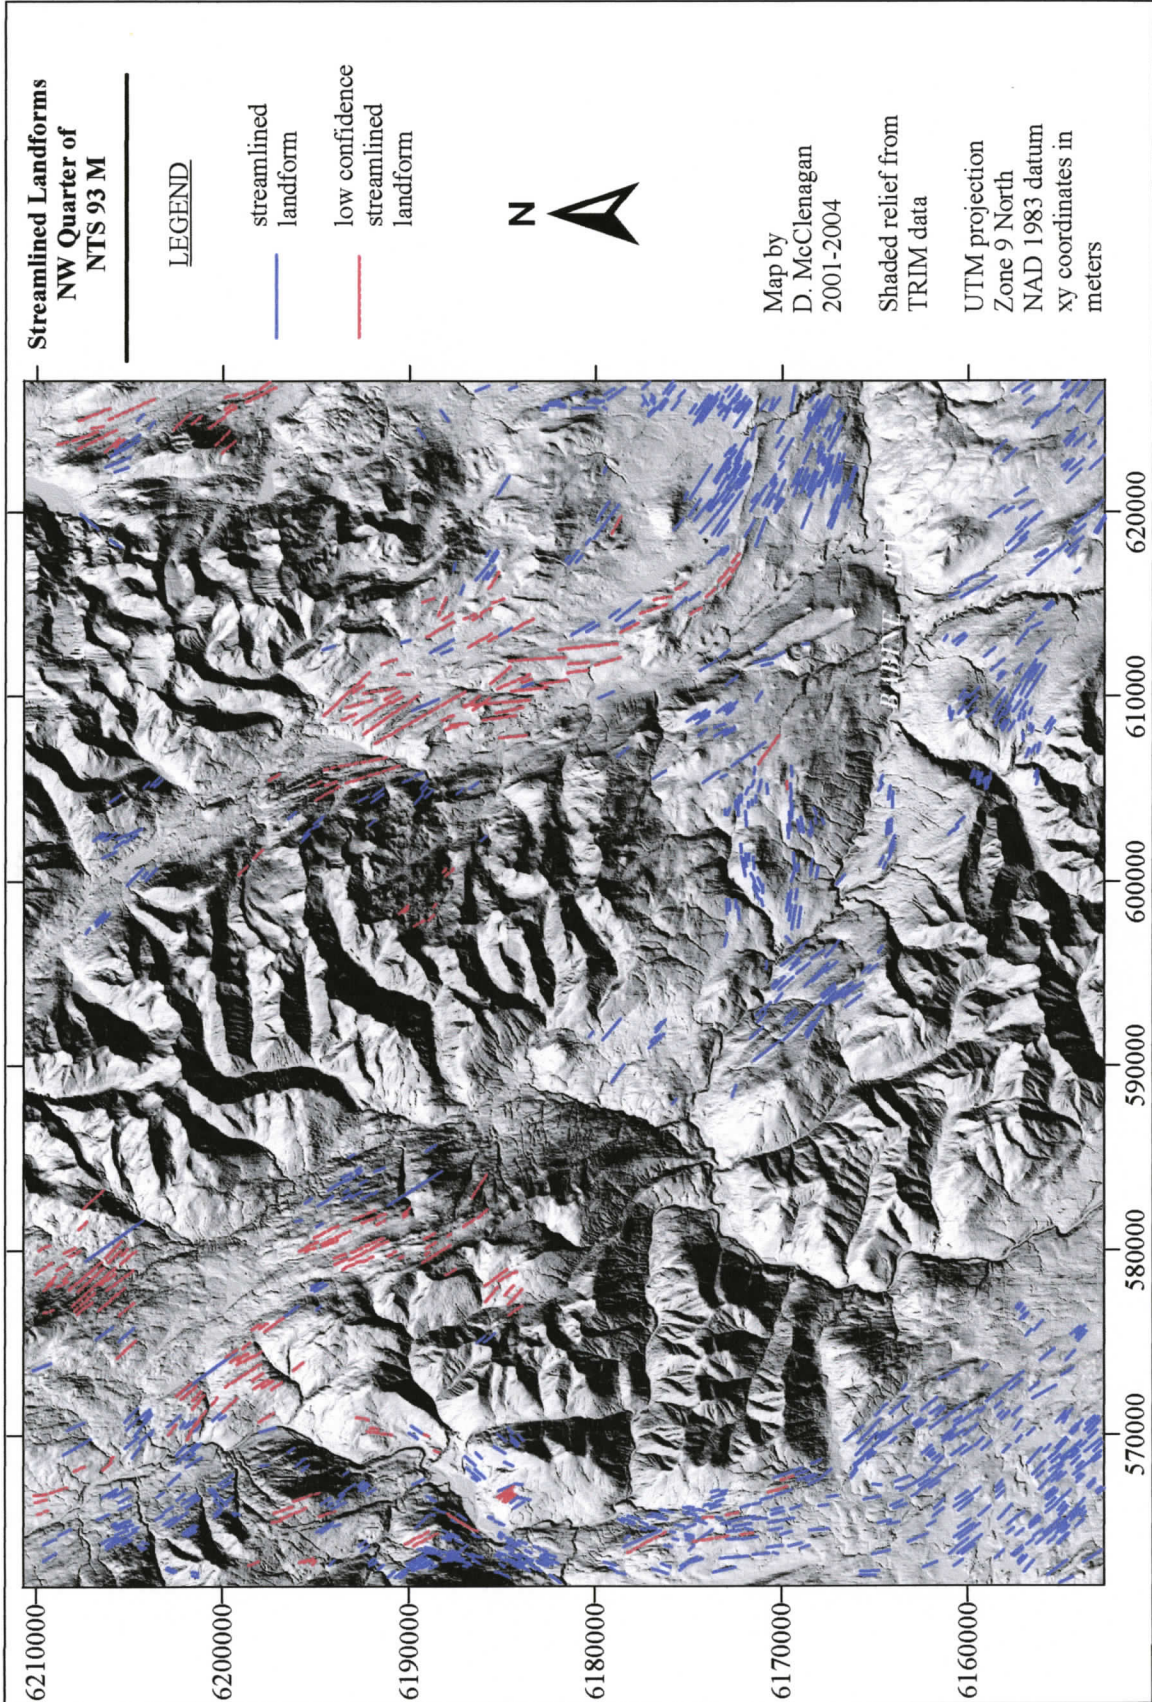 Streamlined Landforms
NW Quarter of
NTS 93 M
LEGEND
streamlined
landform
low confidence
streamlined
landform
N
Map by
D. McClenagan
2001-2004
Shaded relief from
TRIM data
UTM projection
Zone 9 North
NAD 1983 datum
xy coordinates in
meters
6210000
6200000
6190000
6180000
6170000
6160000
570000
580000
590000
600000
610000
620000